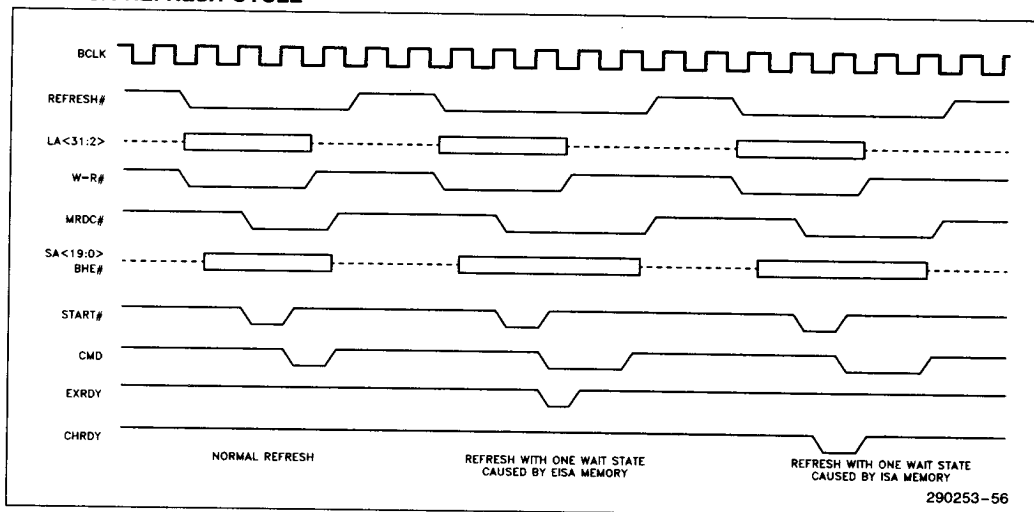 BCLK
REFRESH#
LA<31:2>
W-R#
MRDC#
SA<19:0>
BHE#
START#
CMD
EXRDY
CHRDY
NORMAL REFRESH
REFRESH WITH ONE WAIT STATE
CAUSED BY EISA MEMORY
REFRESH WITH ONE WAIT STATE
CAUSED BY ISA MEMORY
290253-56